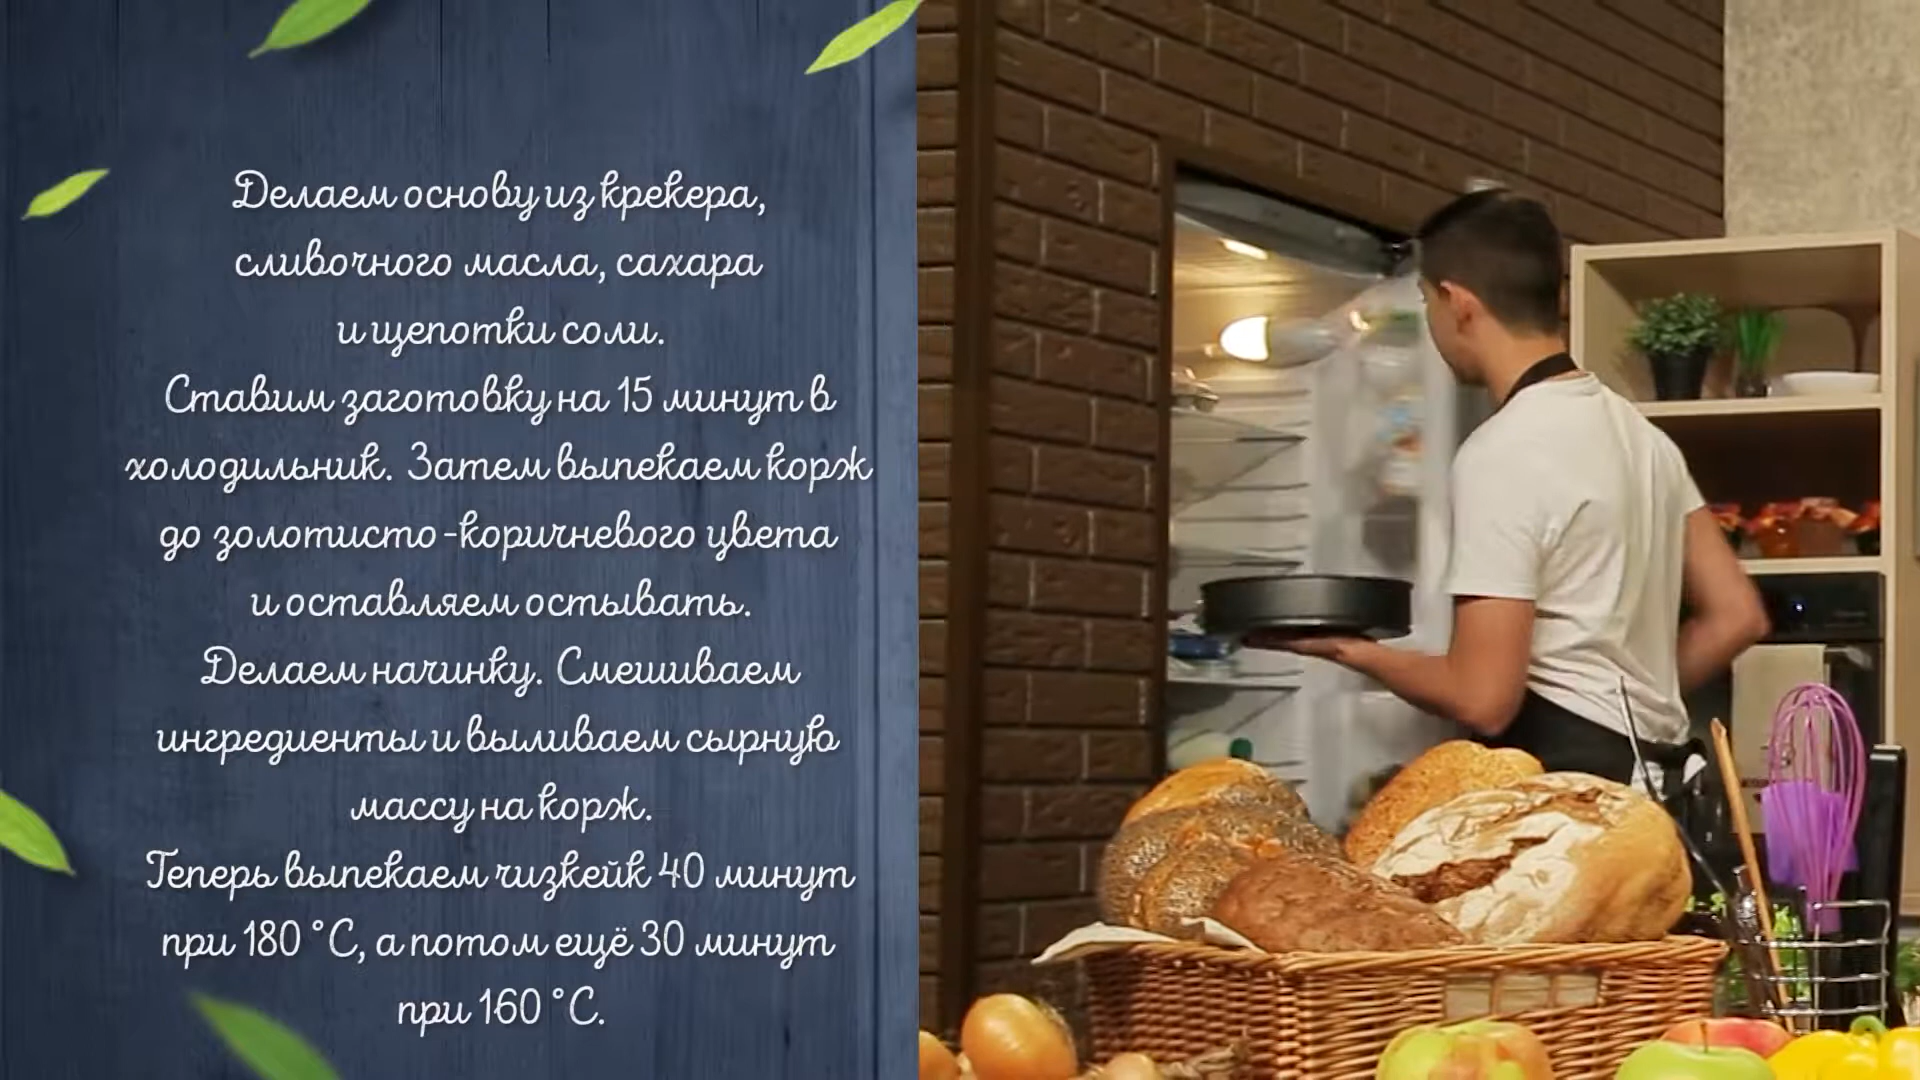 Делаем основу из крекера,
сливочного масла, сахара
и щепотки соли.
Ставим заготовку на 15 минут в
холодильник. Затем выпекаем корж
до золотисто-коричневого цвета
и оставляем остывать.
Делаем начинку. Смешиваем
ингредиенты и выливаем сырную
массу на корж.
Теперь выпекаем чизкейк 40 минут
при 180 °C, а потом ещё 30 минут
при 160 °C.